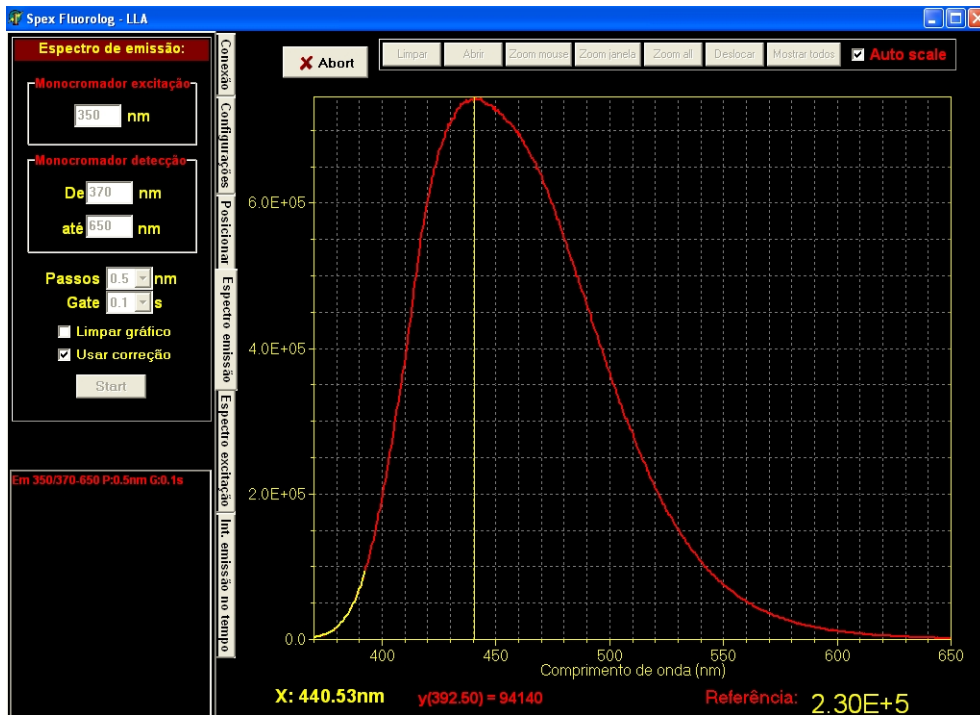 Spex Fluorolog - LLA
Espectro de emissão:
Monocromador excitação
350 nm
Monocromador detecção
De 370 nm
até 650 nm
Passos 0.5 nm
Gate 0.1 s
Limpar gráfico
Usar correção
Start
Em 350/370-650 P:0.5nm G:0.1s
Conexão
Configurações
Posicionar
Espectro emissão
Espectro excitação
Int. emissão no tempo
Abort
Limpar
Abrir
Zoom mouse
Zoom janela
Zoom all
Deslocar
Mostrar todos
Auto scale
6.0E+05
4.0E+05
2.0E+05
0.0
400 450 500 550 600 650
Comprimento de onda (nm)
X: 440.53nm
y(392.50) = 94140
Referência: 2.30E+5